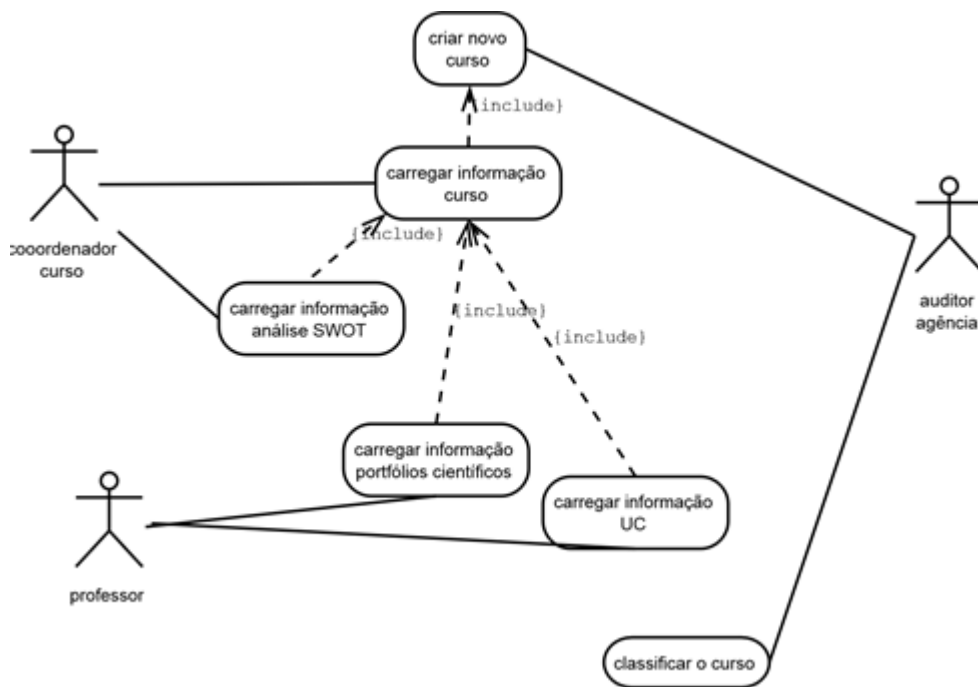 criar novo
curso
{include}
carregar informação
curso
cooordenador
curso
{include}
auditor
agência
carregar informação
análise SWOT
{include}
{include}
carregar informação
portfólios científicos
carregar informação
UC
professor
classificar o curso